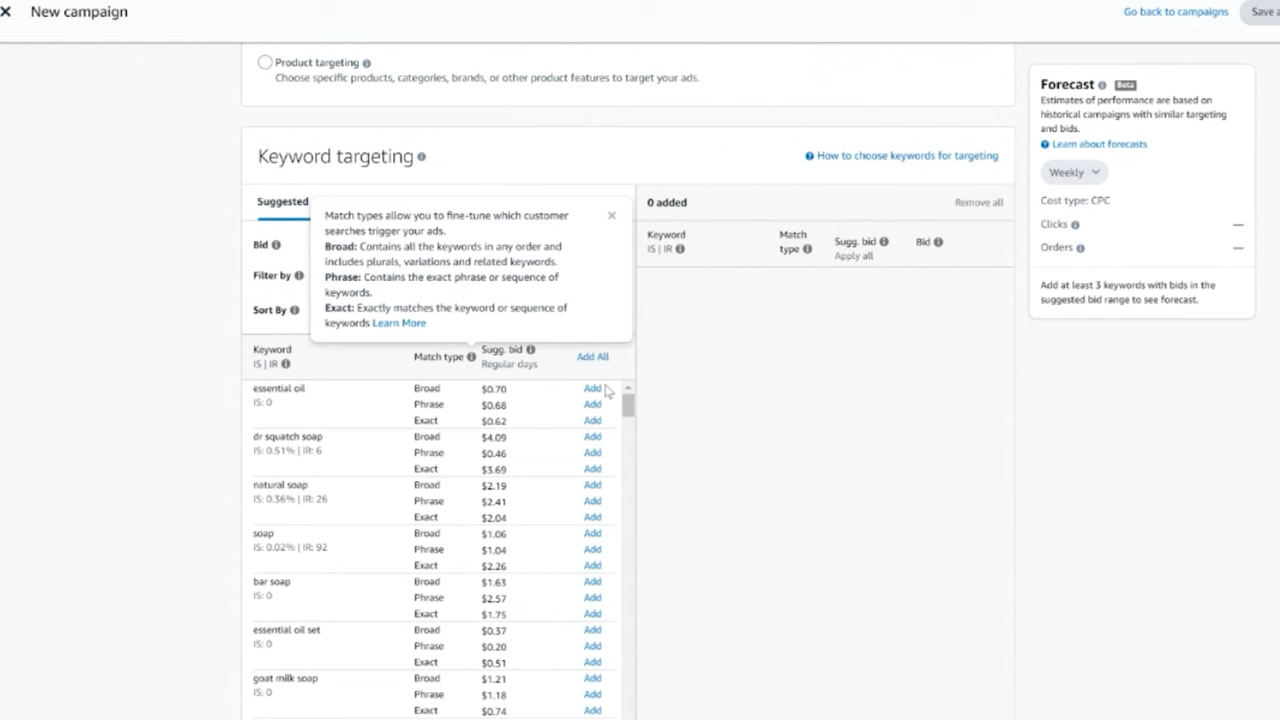 New campaign
Go back to campaigns
Save a
Product targeting
Choose specific products, categories, brands, or other product features to target your ads.
Keyword targeting
How to choose keywords for targeting
Suggested
Bid
Filter by
Sort By
Match types allow you to fine-tune which customer
searches trigger your ads.
Broad: Contains all the keywords in any order and
includes plurals, variations and related keywords.
Phrase: Contains the exact phrase or sequence of
keywords.
Exact: Exactly matches the keyword or sequence of
keywords Learn More
Keyword
IS | IR
Match type
Sugg. bid
Regular days
Add All
essential oil
IS: 0
Broad $0.70 Add
Phrase $0.68 Add
Exact $0.62 Add
dr squatch soap
IS: 0.51% | IR: 6
Broad $4.09 Add
Phrase $0.46 Add
Exact $3.69 Add
natural soap
IS: 0.36% | IR: 26
Broad $2.19 Add
Phrase $2.41 Add
Exact $2.04 Add
soap
IS: 0.02% | IR: 92
Broad $1.06 Add
Phrase $1.04 Add
Exact $2.26 Add
bar soap
IS: 0
Broad $1.63 Add
Phrase $2.57 Add
Exact $1.75 Add
essential oil set
IS: 0
Broad $0.37 Add
Phrase $0.20 Add
Exact $0.51 Add
goat milk soap
IS: 0
Broad $1.21 Add
Phrase $1.18 Add
Exact $0.74 Add
0 added
Remove all
Keyword
IS | IR
Match
type
Sugg. bid
Apply all
Bid
Forecast Beta
Estimates of performance are based on
historical campaigns with similar targeting
and bids.
Learn about forecasts
Weekly
Cost type: CPC
Clicks —
Orders —
Add at least 3 keywords with bids in the
suggested bid range to see forecast.